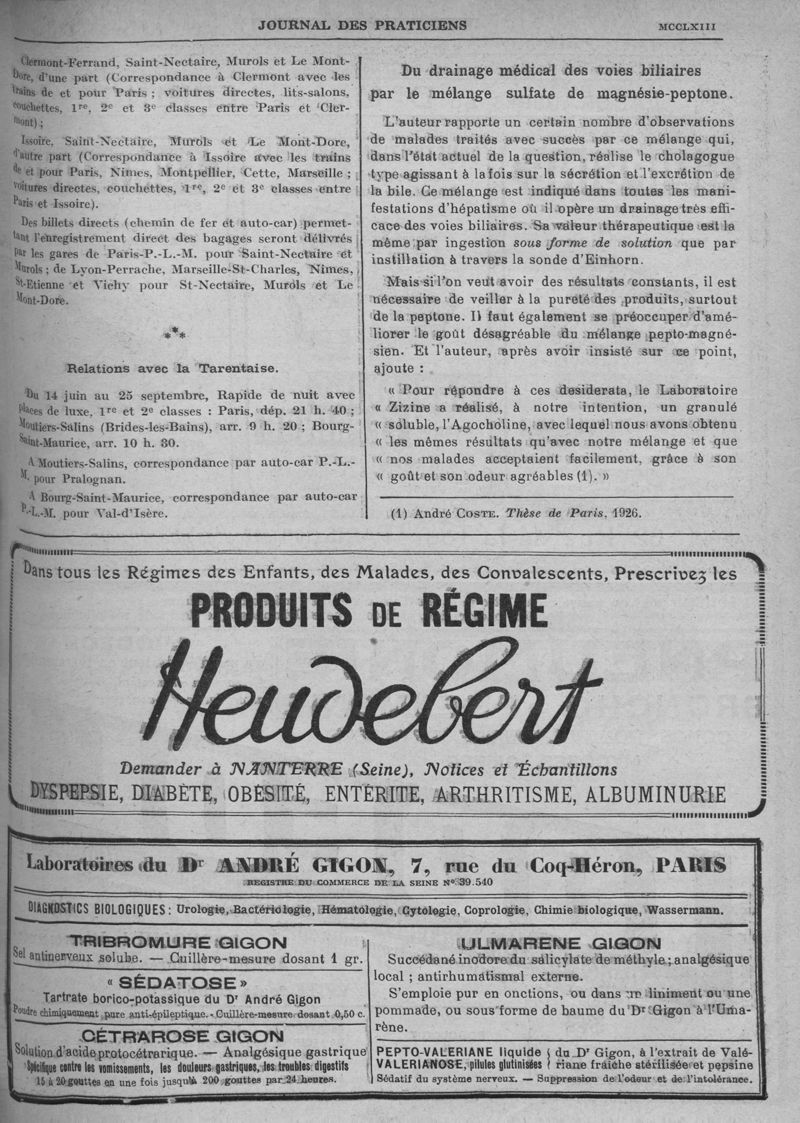 JOURNAL DES PRATICIENS
MCCLXIII
Clermont-Ferrand, Saint-Nectaire, Murols et Le Mont-
Dore, d'une part (Correspondance à Clermont avec les
trains de et pour Paris ; voitures directes, lits-salons,
couchettes, 1re, 2e et 3e classes entre Paris et Cler-
mont) ;
Issoire, Saint-Nectaire, Murols et Le Mont-Dore,
d'autre part (Correspondance à Issoire avec les trains
de et pour Paris, Nimes, Montpellier, Cette, Marseille ;
voitures directes, couchettes, 1re, 2e et 3e classes entre
Paris et Issoire).
Des billets directs (chemin de fer et auto-car) permet-
tant l'enregistrement direct des bagages seront délivrés
par les gares de Paris-P.-L.-M. pour Saint-Nectaire et
Murols ; de Lyon-Perrache, Marseille-St-Charles, Nimes,
St-Etienne et Vichy pour St-Nectaire, Murols et Le
Mont-Dore.
***
Relations avec la Tarentaise.
Du 14 juin au 25 septembre, Rapide de nuit avec
places de luxe, 1re et 2e classes : Paris, dép. 21 h. 40 ;
Moutiers-Salins (Brides-les-Bains), arr. 9 h. 20 ; Bourg-
Saint-Maurice, arr. 10 h. 30.
A Moutiers-Salins, correspondance par auto-car P.-L.-
M. pour Pralognan.
A Bourg-Saint-Maurice, correspondance par auto-car
P.-L.-M. pour Val-d'Isère.
Du drainage médical des voies biliaires
par le mélange sulfate de magnésie-peptone.
L'auteur rapporte un certain nombre d'observations
de malades traités avec succès par ce mélange qui,
dans l'état actuel de la question, réalise le cholagogue
type agissant à la fois sur la sécrétion et l'excrétion de
la bile. Ce mélange est indiqué dans toutes les mani-
festations d'hépatisme où il opère un drainage très effi-
cace des voies biliaires. Sa valeur thérapeutique est la
même par ingestion sous forme de solution que par
instillation à travers la sonde d'Einhorn.
Mais si l'on veut avoir des résultats constants, il est
nécessaire de veiller à la pureté des produits, surtout
de la peptone. Il faut également se préoccuper d'amé-
liorer le goût désagréable du mélange pepto-magné-
sien. Et l'auteur, après avoir insisté sur ce point,
ajoute :
« Pour répondre à ces desiderata, le Laboratoire
« Zizine a réalisé, à notre intention, un granulé
« soluble, l'Agocholine, avec lequel nous avons obtenu
« les mêmes résultats qu'avec notre mélange et que
« nos malades acceptaient facilement, grâce à son
« goût et son odeur agréables (1). »
(1) André COSTE. Thèse de Paris, 1926.
Dans tous les Régimes des Enfants, des Malades, des Convalescents, Prescrivez les
PRODUITS DE RÉGIME
Heudebert
Demander à NANTERRE (Seine), Notices et Échantillons
DYSPEPSIE, DIABÈTE, OBÉSITÉ, ENTÉRITE, ARTHRITISME, ALBUMINURIE
Laboratoires du Dr ANDRÉ GIGON, 7, rue du Coq-Héron, PARIS
REGISTRE DU COMMERCE DE LA SEINE No 39.540
DIAGNOSTICS BIOLOGIQUES : Urologie, Bactériologie, Hématologie, Cytologie, Coprologie, Chimie biologique, Wassermann.
TRIBROMURE GIGON
Sel antinerveux soluble. — Cuillère-mesure dosant 1 gr.
« SÉDATOSE »
Tartrate borico-potassique du Dr André Gigon
Poudre chimiquement pure anti-épileptique. - Cuillère-mesure dosant 0,50 c.
CÉTRAROSE GIGON
Solution d'acide protocétrarique. — Analgésique gastrique
Spécifique contre les vomissements, les douleurs gastriques, les troubles digestifs
15 à 20 gouttes en une fois jusqu'à 200 gouttes par 24 heures.
ULMARENE GIGON
Succédané inodore du salicylate de méthyle ; analgésique
local ; antirhumatismal externe.
S'emploie pur en onctions, ou dans un liniment ou une
pommade, ou sous forme de baume du Dr Gigon à l'Ulma-
rène.
PEPTO-VALERIANE liquide { du Dr Gigon, à l'extrait de Valé-
VALERIANOSE, pilules glutinisées { riane fraîche stérilisée et pepsine
Sédatif du système nerveux. — Suppression de l'odeur et de l'intolérance.